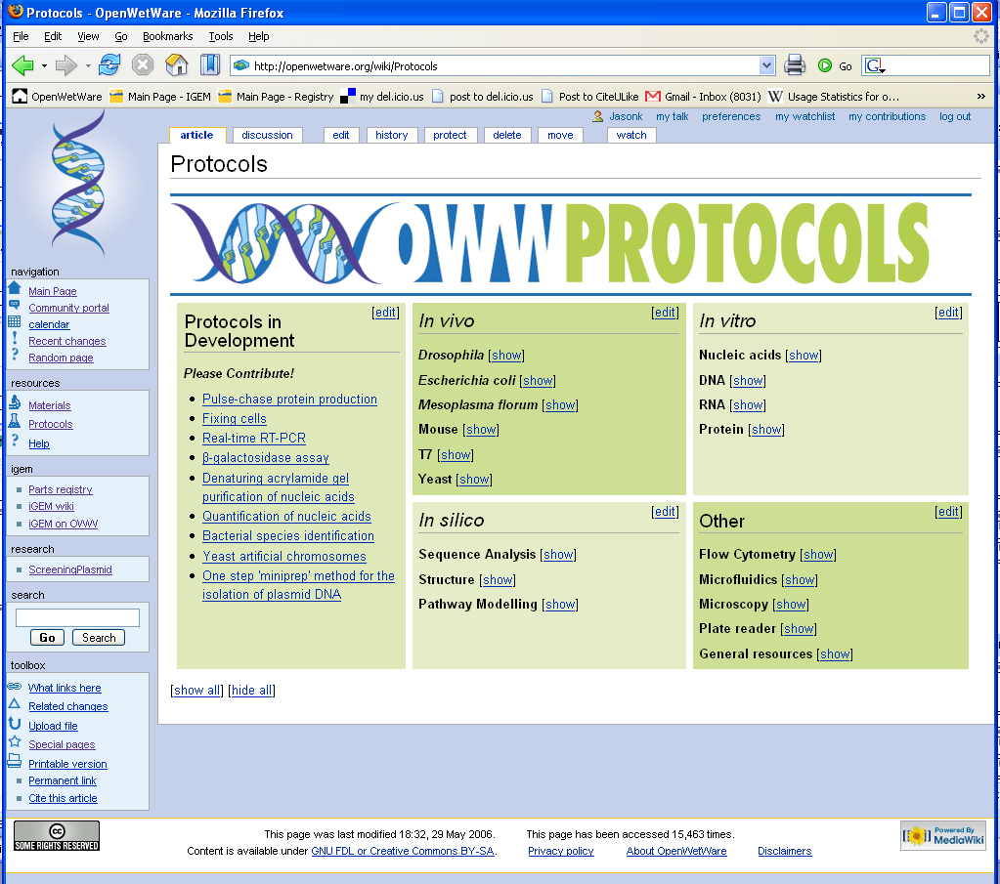 Protocols - OpenWetWare - Mozilla Firefox
File Edit View Go Bookmarks Tools Help
http://openwetware.org/wiki/Protocols Go G
OpenWetWare Main Page - IGEM Main Page - Registry my del.icio.us post to del.icio.us Post to CiteULike Gmail - Inbox (8031) W Usage Statistics for o... »
Jasonk my talk preferences my watchlist my contributions log out
article discussion edit history protect delete move watch
Protocols
OWW PROTOCOLS
navigation
Main Page
Community portal
calendar
Recent changes
Random page
resources
Materials
Protocols
Help
igem
Parts registry
iGEM wiki
iGEM on OWW
research
ScreeningPlasmid
search
Go Search
toolbox
What links here
Related changes
Upload file
Special pages
Printable version
Permanent link
Cite this article
Protocols in [edit]
Development
Please Contribute!
Pulse-chase protein production
Fixing cells
Real-time RT-PCR
β-galactosidase assay
Denaturing acrylamide gel
purification of nucleic acids
Quantification of nucleic acids
Bacterial species identification
Yeast artificial chromosomes
One step 'miniprep' method for the
isolation of plasmid DNA
In vivo [edit]
Drosophila [show]
Escherichia coli [show]
Mesoplasma florum [show]
Mouse [show]
T7 [show]
Yeast [show]
In vitro [edit]
Nucleic acids [show]
DNA [show]
RNA [show]
Protein [show]
In silico [edit]
Sequence Analysis [show]
Structure [show]
Pathway Modelling [show]
Other [edit]
Flow Cytometry [show]
Microfluidics [show]
Microscopy [show]
Plate reader [show]
General resources [show]
[show all] [hide all]
cc
SOME RIGHTS RESERVED
This page was last modified 18:32, 29 May 2006. This page has been accessed 15,463 times.
Content is available under GNU FDL or Creative Commons BY-SA. Privacy policy About OpenWetWare Disclaimers
Powered By
MediaWiki